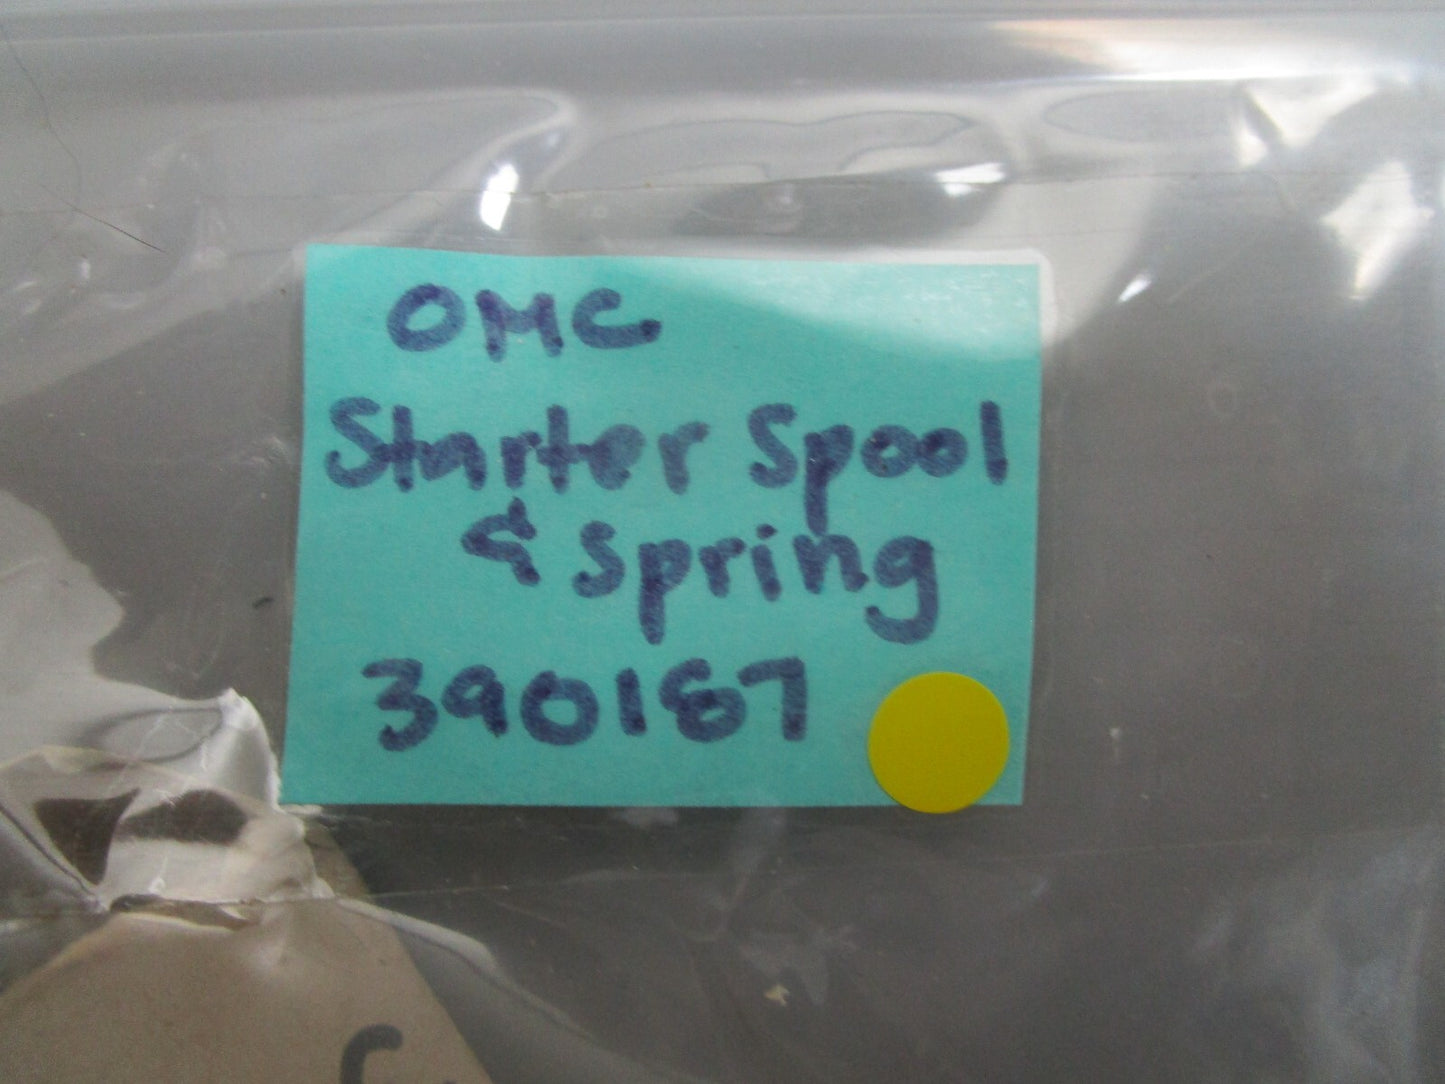 OMC
Starter Spool
& Spring
390187